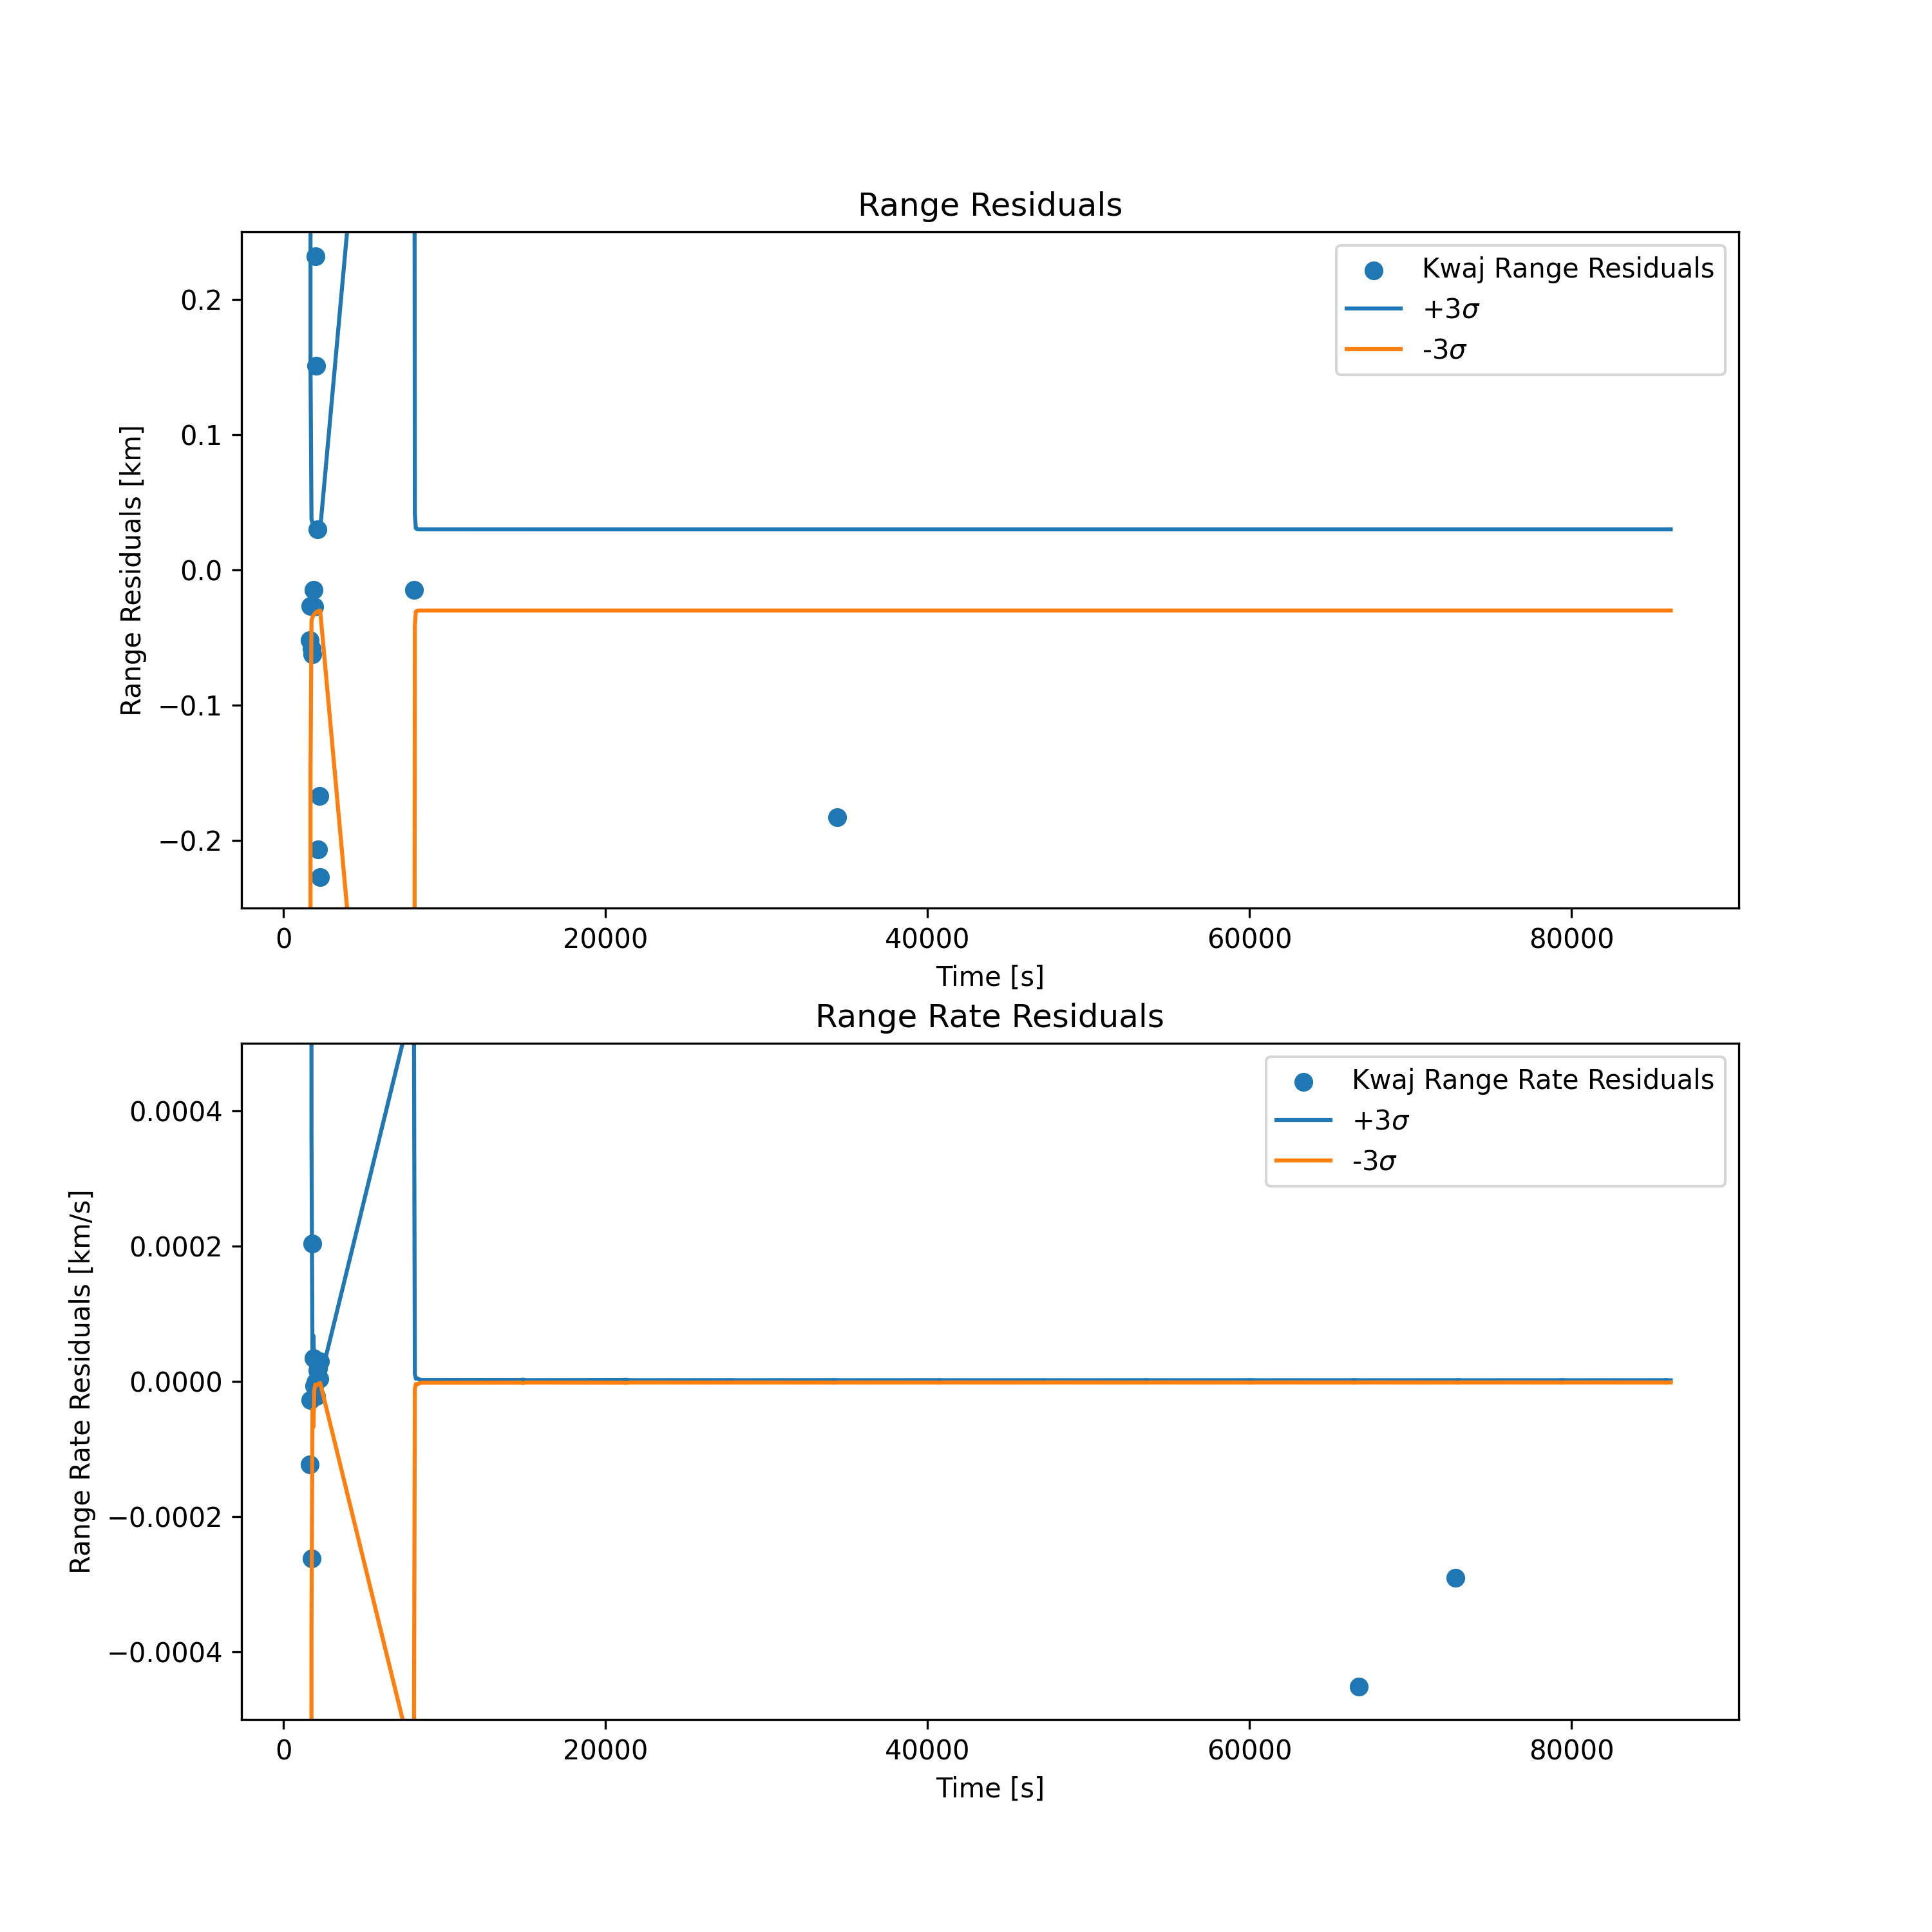 Range Residuals
Kwaj Range Residuals
+3σ
-3σ
Range Residuals [km]
0.2
0.1
0.0
−0.1
−0.2
0 20000 40000 60000 80000
Time [s]
Range Rate Residuals
Kwaj Range Rate Residuals
+3σ
-3σ
Range Rate Residuals [km/s]
0.0004
0.0002
0.0000
−0.0002
−0.0004
0 20000 40000 60000 80000
Time [s]